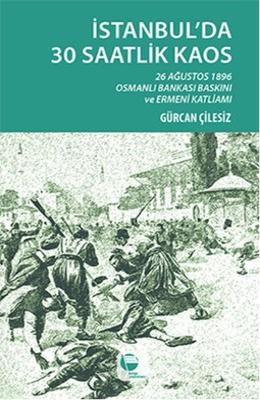 İSTANBUL'DA
30 SAATLİK KAOS
26 AĞUSTOS 1896
OSMANLI BANKASI BASKINI
ve ERMENİ KATLİAMI
GÜRCAN ÇİLESİZ